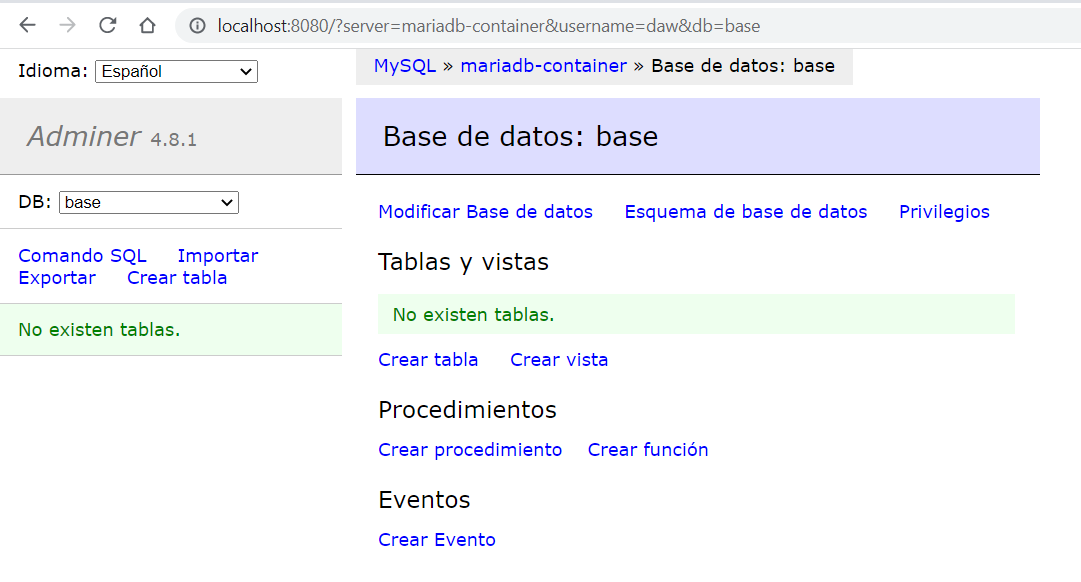 localhost:8080/?server=mariadb-container&username=daw&db=base
Idioma: Español
MySQL » mariadb-container » Base de datos: base
Adminer 4.8.1
Base de datos: base
DB: base
Modificar Base de datos Esquema de base de datos Privilegios
Comando SQL Importar
Exportar Crear tabla
No existen tablas.
Tablas y vistas
No existen tablas.
Crear tabla Crear vista
Procedimientos
Crear procedimiento Crear función
Eventos
Crear Evento